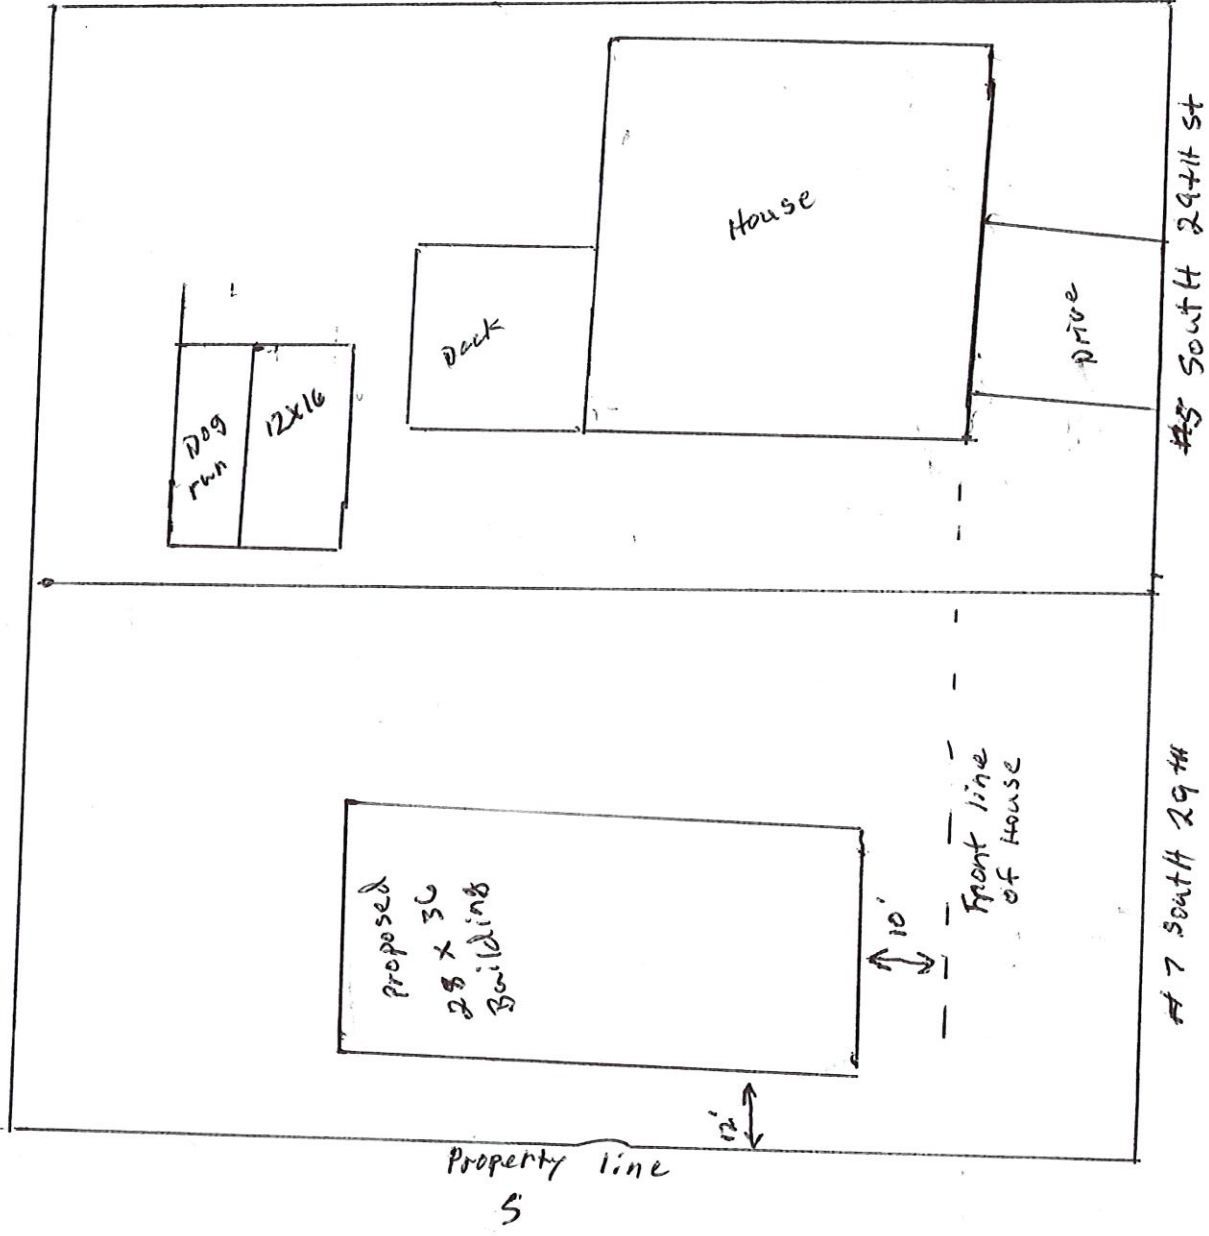 House
#5 South 29th St
Deck
Drive
Dog
run
12x16
Proposed
28 x 36
Building
10'
Front line
of House
# 7 South 29th
12'
Property line
S